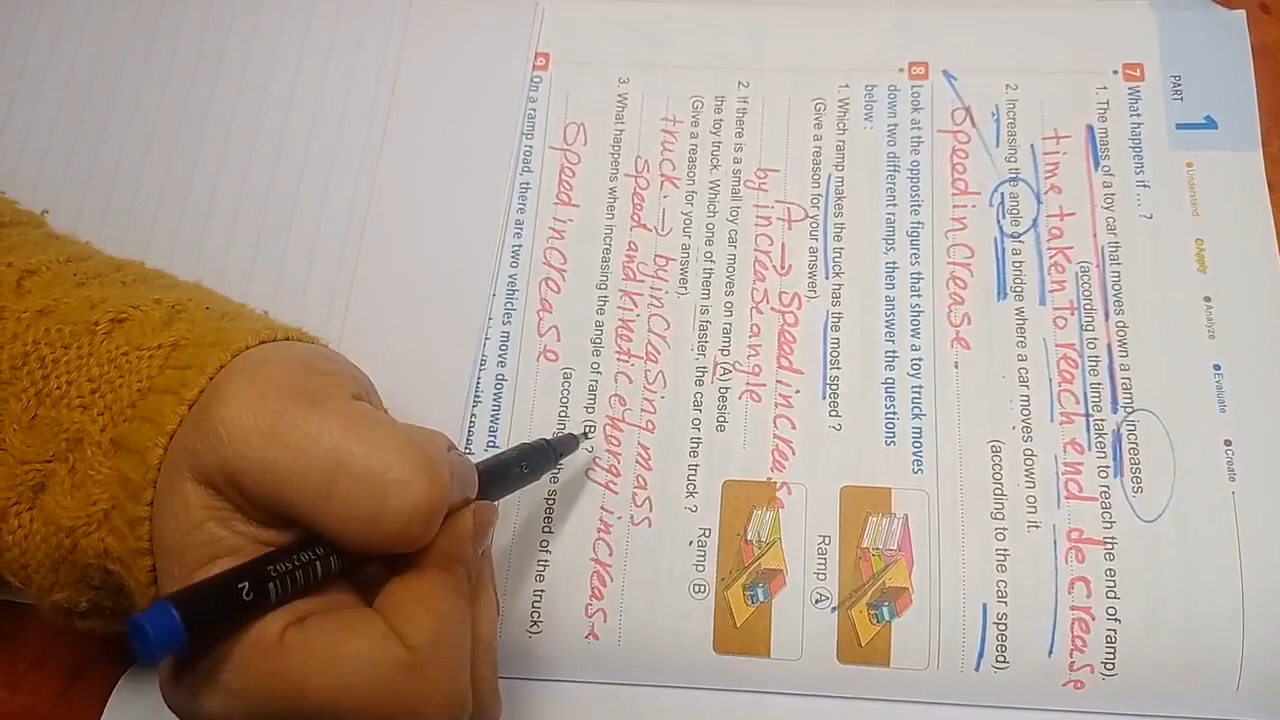 PART 1
Understand Apply Analyze Evaluate Create
7 What happens if ... ?
1. The mass of a toy car that moves down a ramp increases.
(according to the time taken to reach the end of ramp).
time taken to reach end decrease
2. Increasing the angle of a bridge where a car moves down on it.
(according to the car speed).
Speed increase
8 Look at the opposite figures that show a toy truck moves
down two different ramps, then answer the questions
below :
1. Which ramp makes the truck has the most speed ?
(Give a reason for your answer)
A → Speed increase
by increase angle
Ramp A
2. If there is a small toy car moves on ramp (A) beside
the toy truck. Which one of them is faster, the car or the truck ?
(Give a reason for your answer).
Ramp B
truck. → by increasing mass
speed and kinetic energy increase
3. What happens when increasing the angle of ramp (B) ?
(according the speed of the truck).
Speed increase
9 On a ramp road, there are two vehicles move downward,
with speed
0302502
2